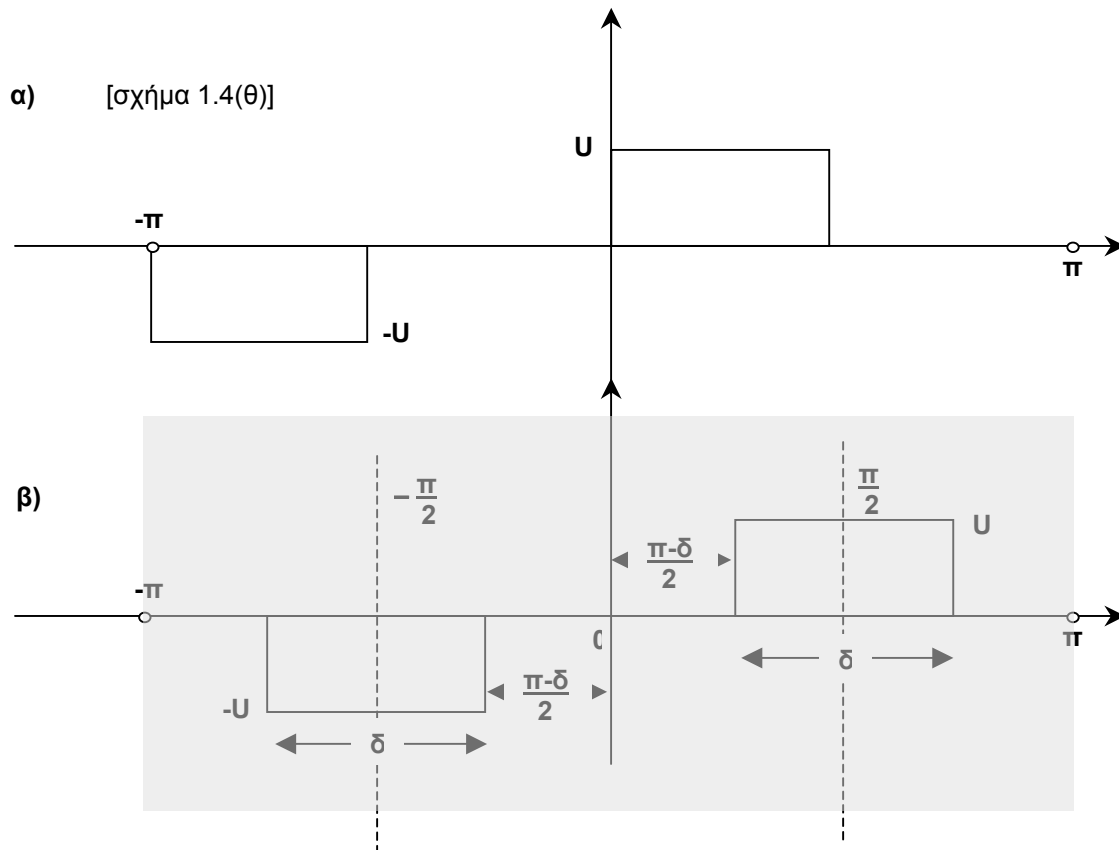 α) [σχήμα 1.4(θ)]
U
-π
π
-U
β)
− π/2
π/2
U
π-δ/2
-π
0
π
δ
π-δ/2
-U
δ